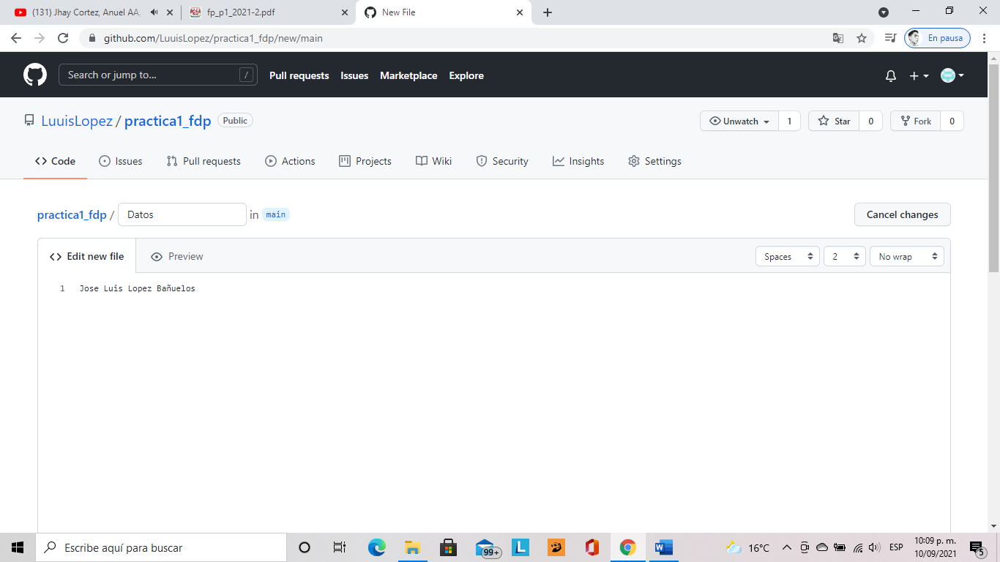 (131) Jhay Cortez, Anuel AA,
fp_p1_2021-2.pdf
New File
github.com/LuuisLopez/practica1_fdp/new/main
En pausa
Search or jump to...
/
Pull requests
Issues
Marketplace
Explore
LuuisLopez / practica1_fdp
Public
Unwatch
1
Star
0
Fork
0
Code
Issues
Pull requests
Actions
Projects
Wiki
Security
Insights
Settings
practica1_fdp / Datos in main
Cancel changes
Edit new file
Preview
Spaces
2
No wrap
1 Jose Luis Lopez Bañuelos
Escribe aquí para buscar
99+
L
16°C
ESP
10:09 p. m.
10/09/2021
5